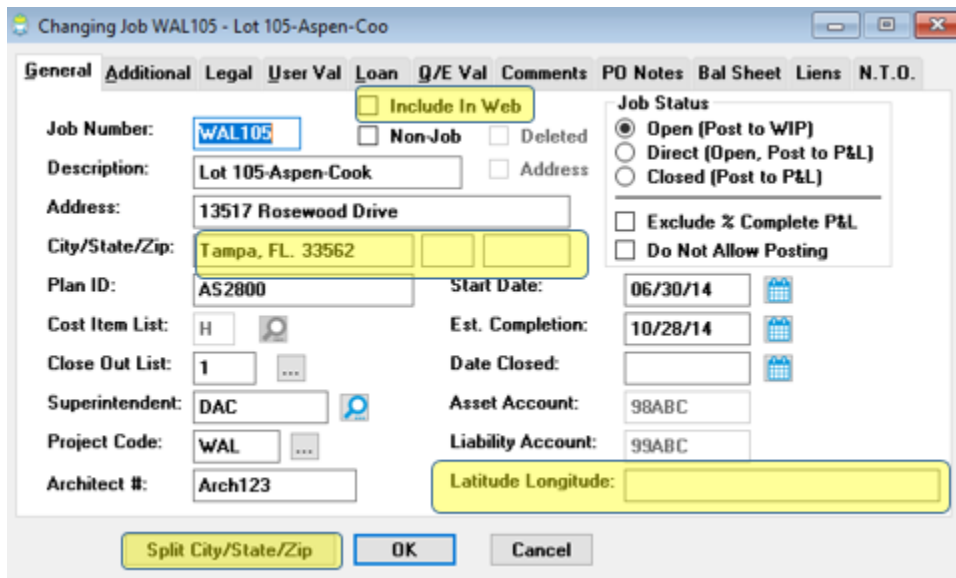 Changing Job WAL105 - Lot 105-Aspen-Coo
General Additional Legal User Val Loan Q/E Val Comments PO Notes Bal Sheet Liens N.T.O.
Include In Web
Job Status
Job Number: WAL105 Non-Job Deleted Open (Post to WIP)
Direct (Open, Post to P&L)
Description: Lot 105-Aspen-Cook Address Closed (Post to P&L)
Address: 13517 Rosewood Drive Exclude % Complete P&L
City/State/Zip: Tampa, FL. 33562 Do Not Allow Posting
Plan ID: AS2800 Start Date: 06/30/14
Cost Item List: H Est. Completion: 10/28/14
Close Out List: 1 ... Date Closed:
Superintendent: DAC Asset Account: 98ABC
Project Code: WAL ... Liability Account: 99ABC
Architect #: Arch123 Latitude Longitude:
Split City/State/Zip OK Cancel